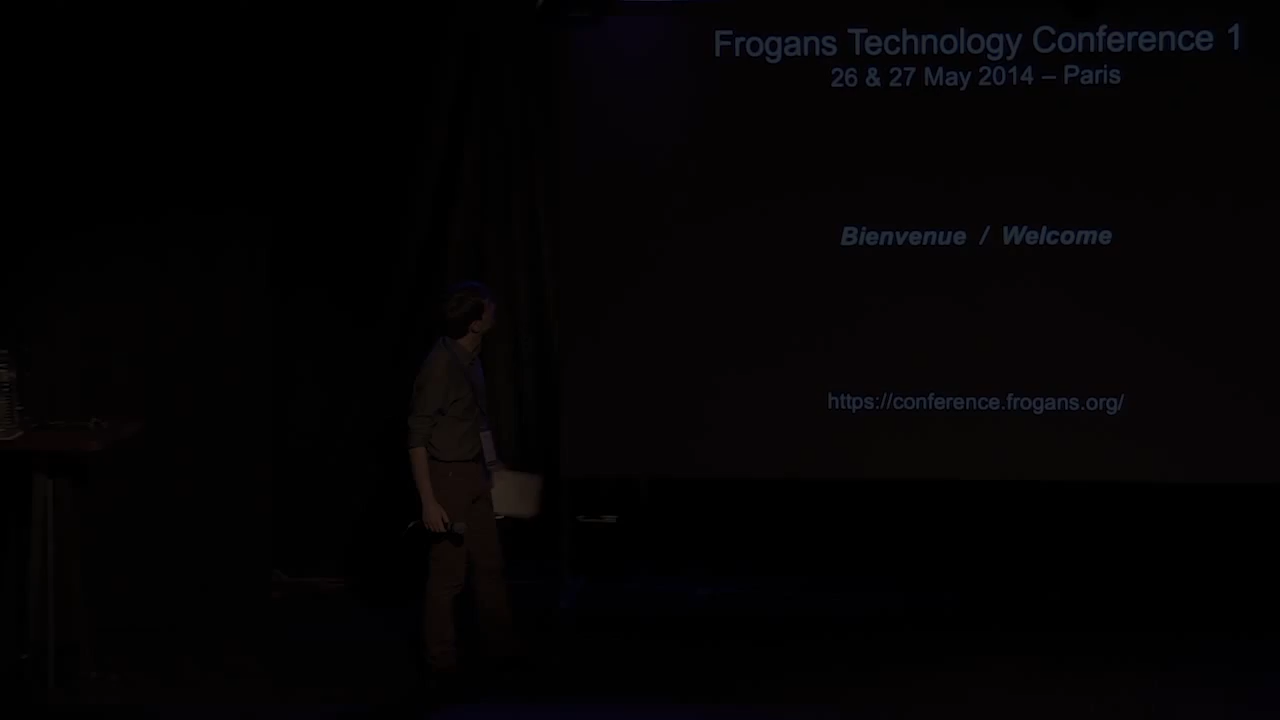 Frogans Technology Conference 1
26 & 27 May 2014 – Paris
Bienvenue / Welcome
https://conference.frogans.org/